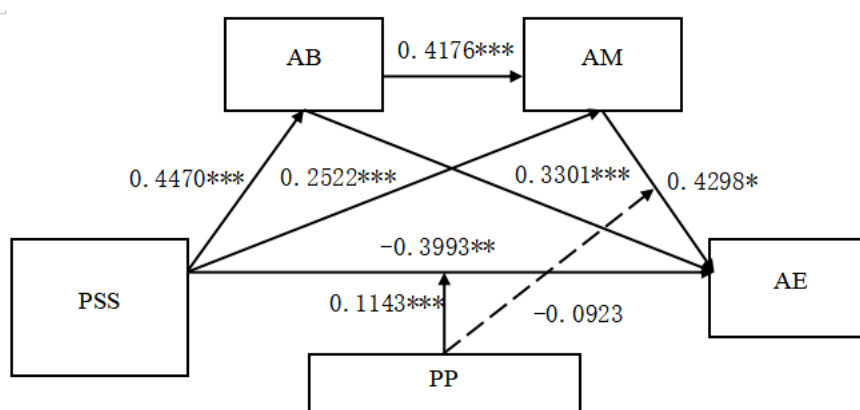 AB
0.4176***
AM
0.4470***
0.2522***
0.3301***
0.4298*
-0.3993**
PSS
AE
0.1143***
-0.0923
PP